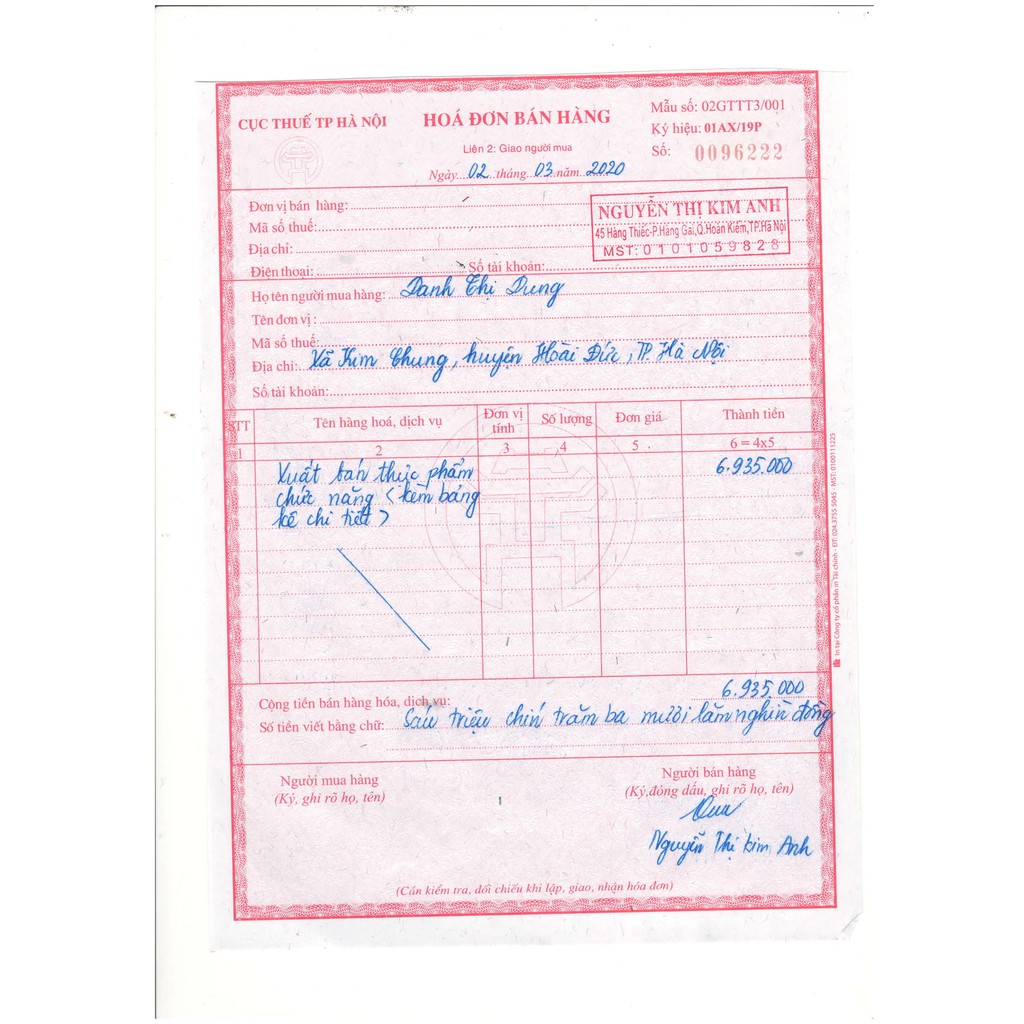 CỤC THUẾ TP HÀ NỘI
HOÁ ĐƠN BÁN HÀNG
Liên 2: Giao người mua
Ngày 02 tháng 03 năm 2020
Mẫu số: 02GTTT3/001
Ký hiệu: 01AX/19P
Số: 0096222
Đơn vị bán hàng:
Mã số thuế:
Địa chỉ:
Điện thoại: Số tài khoản:
NGUYỄN THỊ KIM ANH
45 Hàng Thiếc-P.Hàng Gai,Q.Hoàn Kiếm,TP.Hà Nội
MST: 0101059828
Họ tên người mua hàng: Danh Thị Dung
Tên đơn vị:
Mã số thuế:
Địa chỉ: Xã Kim Chung, huyện Hoài Đức, TP. Hà Nội
Số tài khoản:
STT Tên hàng hoá, dịch vụ Đơn vị tính Số lượng Đơn giá Thành tiền
1 2 3 4 5 6 = 4x5
Xuất bán thực phẩm 6.935.000
chức năng <kèm bảng
kê chi tiết>
Cộng tiền bán hàng hóa, dịch vụ: 6.935.000
Số tiền viết bằng chữ: Sáu triệu chín trăm ba mươi lăm nghìn đồng
Người mua hàng
(Ký, ghi rõ họ, tên)
Người bán hàng
(Ký,đóng dấu, ghi rõ họ, tên)
Nguyễn Thị Kim Anh
(Cần kiểm tra, đối chiếu khi lập, giao, nhận hóa đơn)
In tại Công ty cổ phần in Tài chính - ĐT: 024.3755 5045 - MST: 0100111225